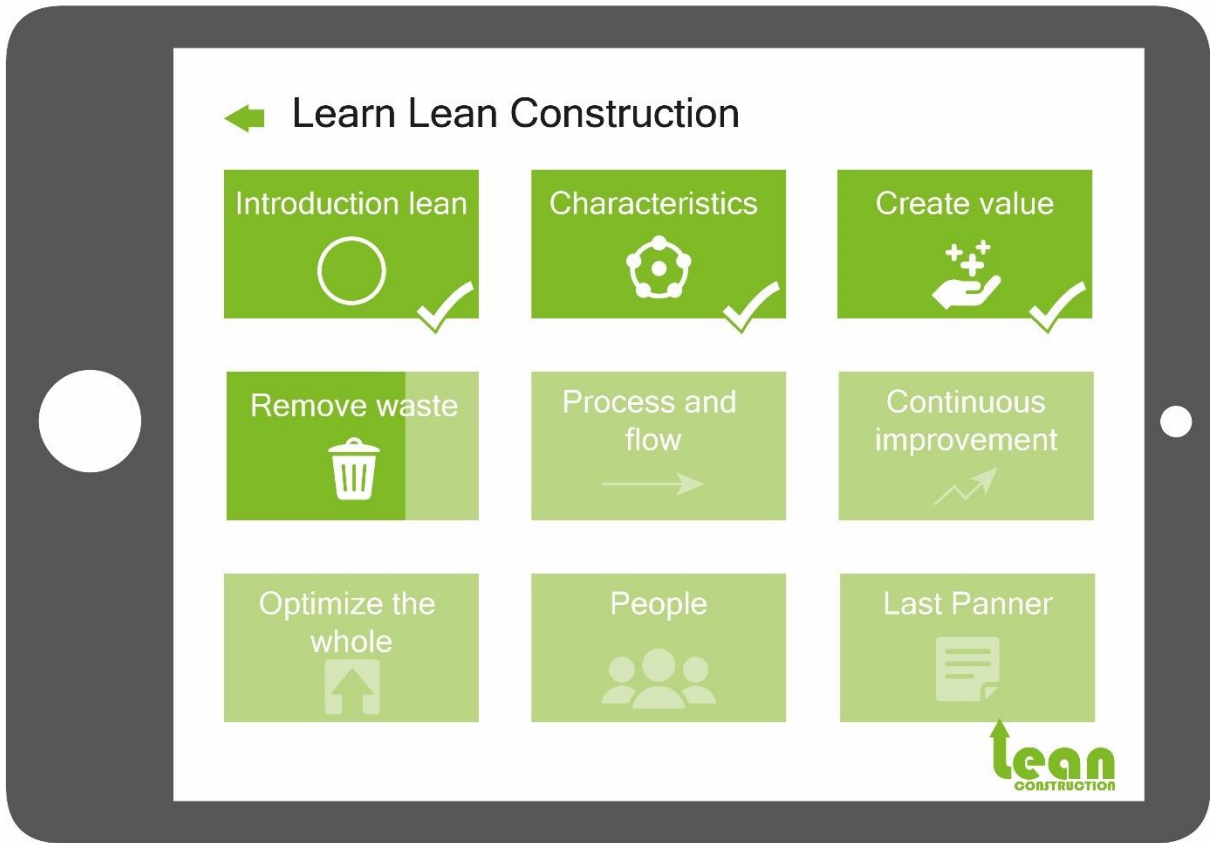 Learn Lean Construction
Introduction lean
Characteristics
Create value
Remove waste
Process and
flow
Continuous
improvement
Optimize the
whole
People
Last Panner
Lean
CONSTRUCTION